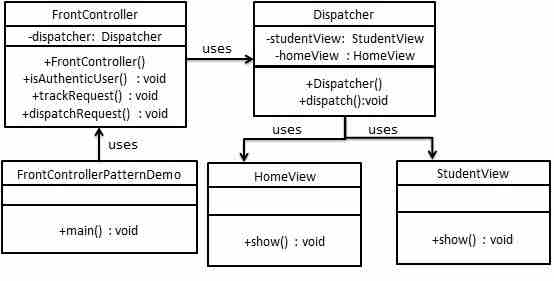 FrontController
-dispatcher: Dispatcher
+FrontController()
+isAuthenticUser() : void
+trackRequest() : void
+dispatchRequest() : void
uses
Dispatcher
-studentView: StudentView
-homeView : HomeView
+Dispatcher()
+dispatch():void
uses
uses
uses
FrontControllerPatternDemo
+main() : void
HomeView
+show() : void
StudentView
+show() : void